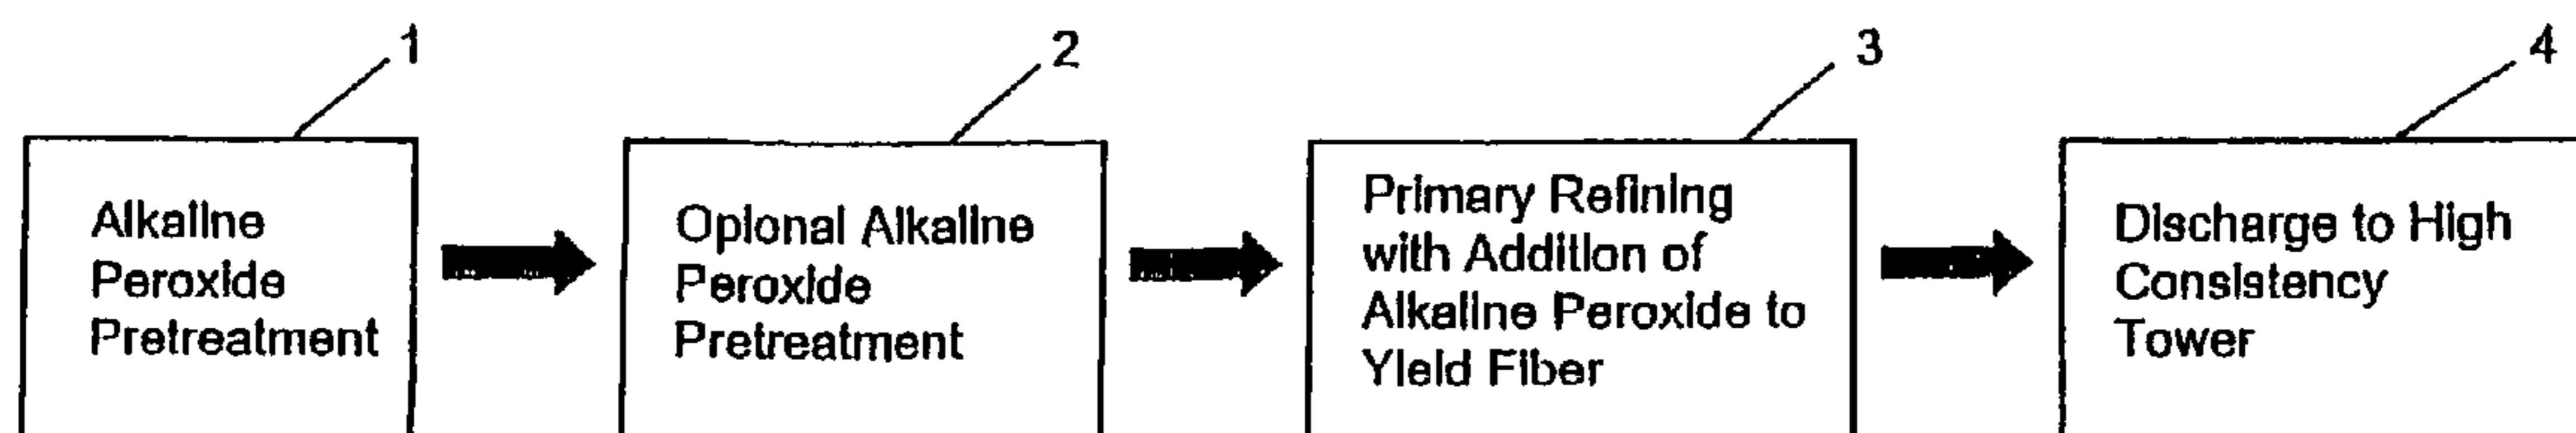 1
2
3
4
Alkaline
Peroxide
Pretreatment
Opional Alkaline
Peroxide
Pretreatment
Primary Refining
with Addition of
Alkaline Peroxide to
Yield Fiber
Discharge to High
Consistency
Tower